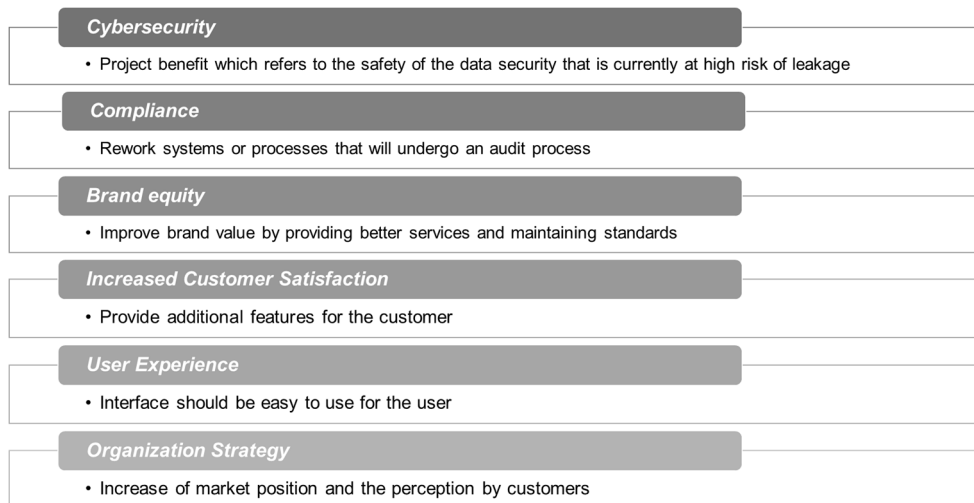 Cybersecurity
• Project benefit which refers to the safety of the data security that is currently at high risk of leakage
Compliance
• Rework systems or processes that will undergo an audit process
Brand equity
• Improve brand value by providing better services and maintaining standards
Increased Customer Satisfaction
• Provide additional features for the customer
User Experience
• Interface should be easy to use for the user
Organization Strategy
• Increase of market position and the perception by customers